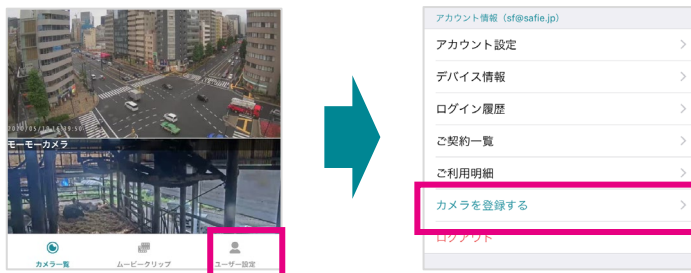 2020/05/13 16:39:50
モーモーカメラ
カメラ一覧
ムービークリップ
ユーザー設定
アカウント情報（sf@safie.jp）
アカウント設定
デバイス情報
ログイン履歴
ご契約一覧
ご利用明細
カメラを登録する
ログアウト